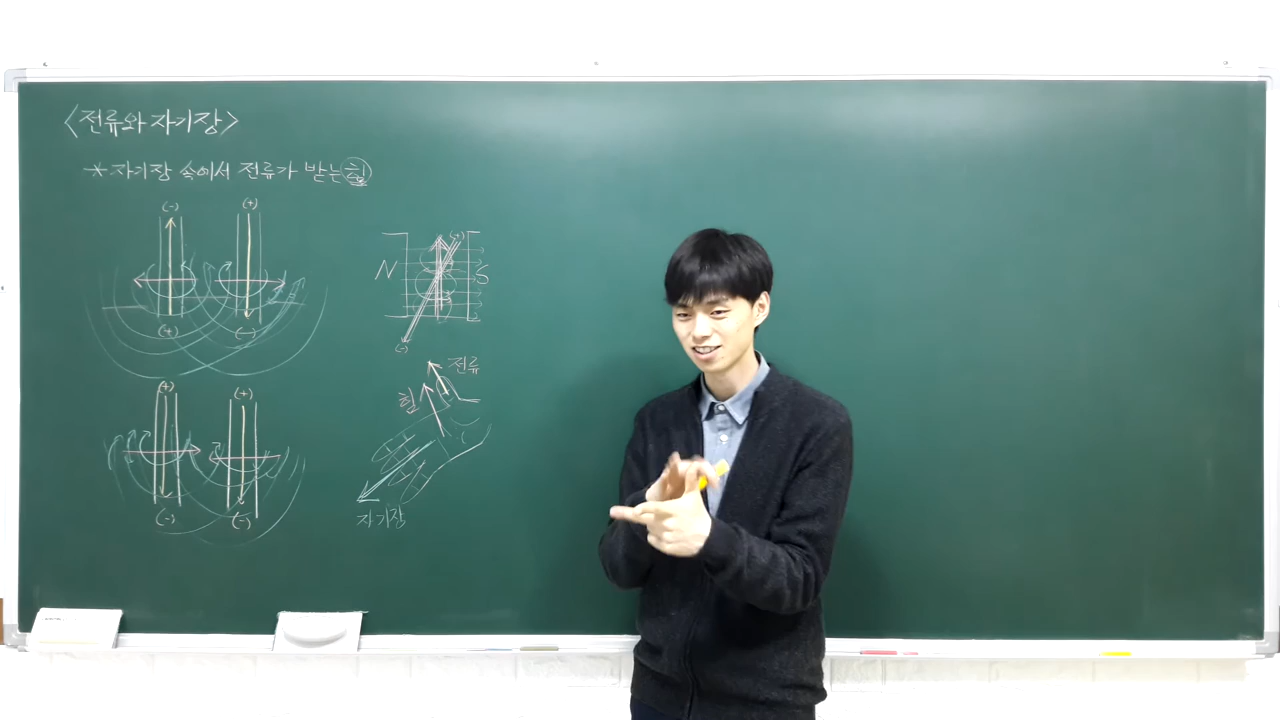 <전류와 자기장>
* 자기장 속에서 전류가 받는 힘
(-) (+)
(+) (-)
(+) (+)
(-) (-)
(+)
N S
(-)
전류
힘
자기장